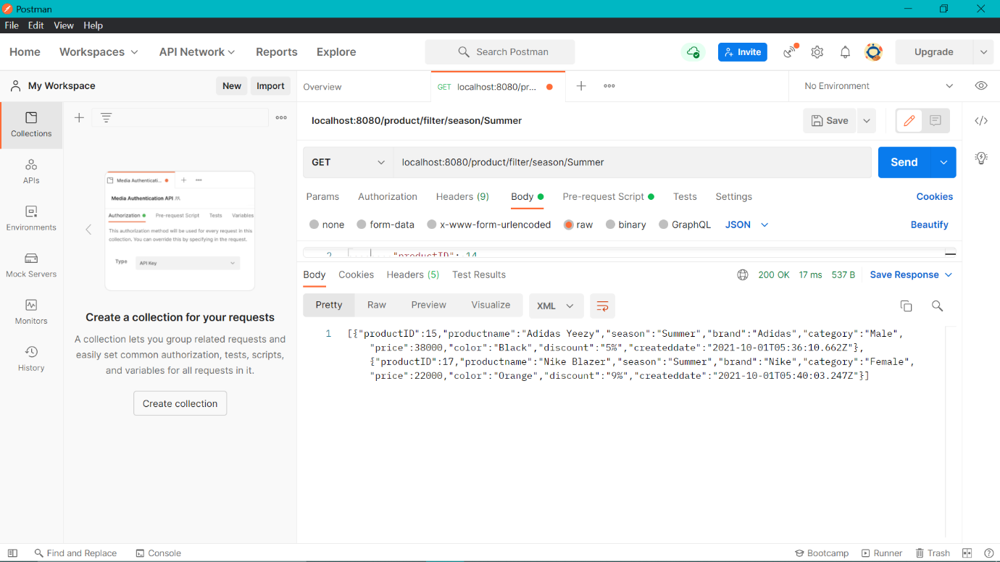 Postman
File Edit View Help
Home Workspaces API Network Reports Explore Search Postman Invite Upgrade
My Workspace New Import Overview GET localhost:8080/pr... No Environment
Collections
APIs
Environments
Mock Servers
Monitors
History
Media Authenticati...
Media Authentication API
Authorization Pre-request Script Tests Variables
This authorization method will be used for every request in this
collection. You can override this by specifying in the request.
Type API Key
Create a collection for your requests
A collection lets you group related requests and
easily set common authorization, tests, scripts,
and variables for all requests in it.
Create collection
localhost:8080/product/filter/season/Summer Save
GET localhost:8080/product/filter/season/Summer Send
Params Authorization Headers (9) Body Pre-request Script Tests Settings Cookies
none form-data x-www-form-urlencoded raw binary GraphQL JSON Beautify
2 "productID": 14
Body Cookies Headers (5) Test Results 200 OK 17 ms 537 B Save Response
Pretty Raw Preview Visualize XML
1 [{"productID":15,"productname":"Adidas Yeezy","season":"Summer","brand":"Adidas","category":"Male",
"price":38000,"color":"Black","discount":"5%","createddate":"2021-10-01T05:36:10.662Z"},
{"productID":17,"productname":"Nike Blazer","season":"Summer","brand":"Nike","category":"Female",
"price":22000,"color":"Orange","discount":"9%","createddate":"2021-10-01T05:40:03.247Z"}]
Find and Replace Console Bootcamp Runner Trash